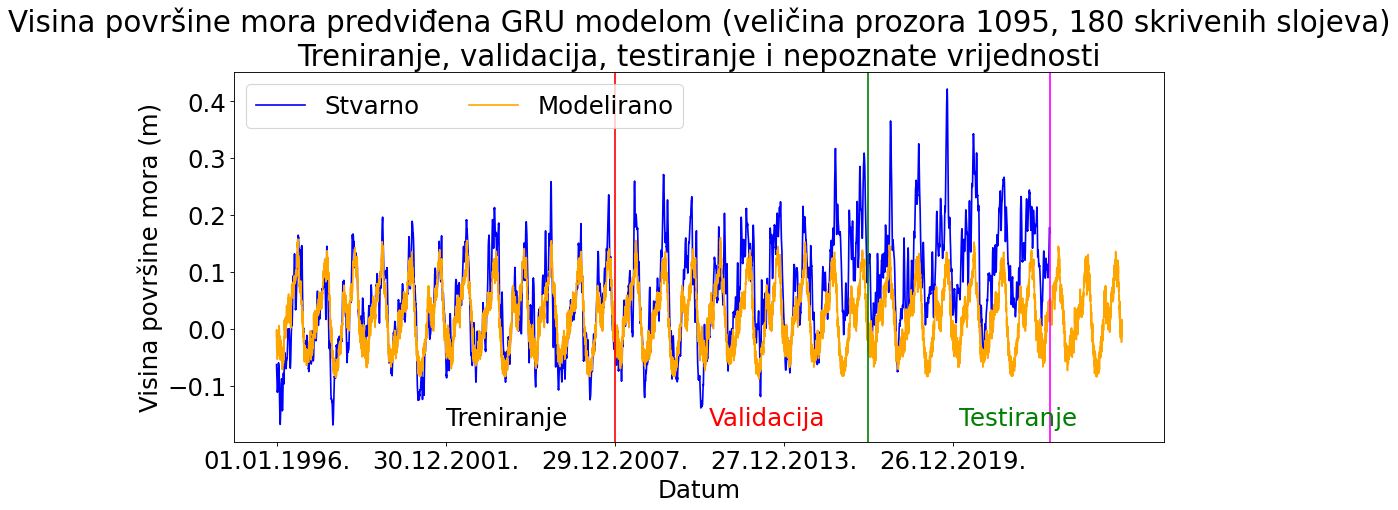 Visina površine mora predviđena GRU modelom (veličina prozora 1095, 180 skrivenih slojeva)
Treniranje, validacija, testiranje i nepoznate vrijednosti
Stvarno
Modelirano
Visina površine mora (m)
0.4
0.3
0.2
0.1
0.0
−0.1
Treniranje
Validacija
Testiranje
01.01.1996.
30.12.2001.
29.12.2007.
27.12.2013.
26.12.2019.
Datum